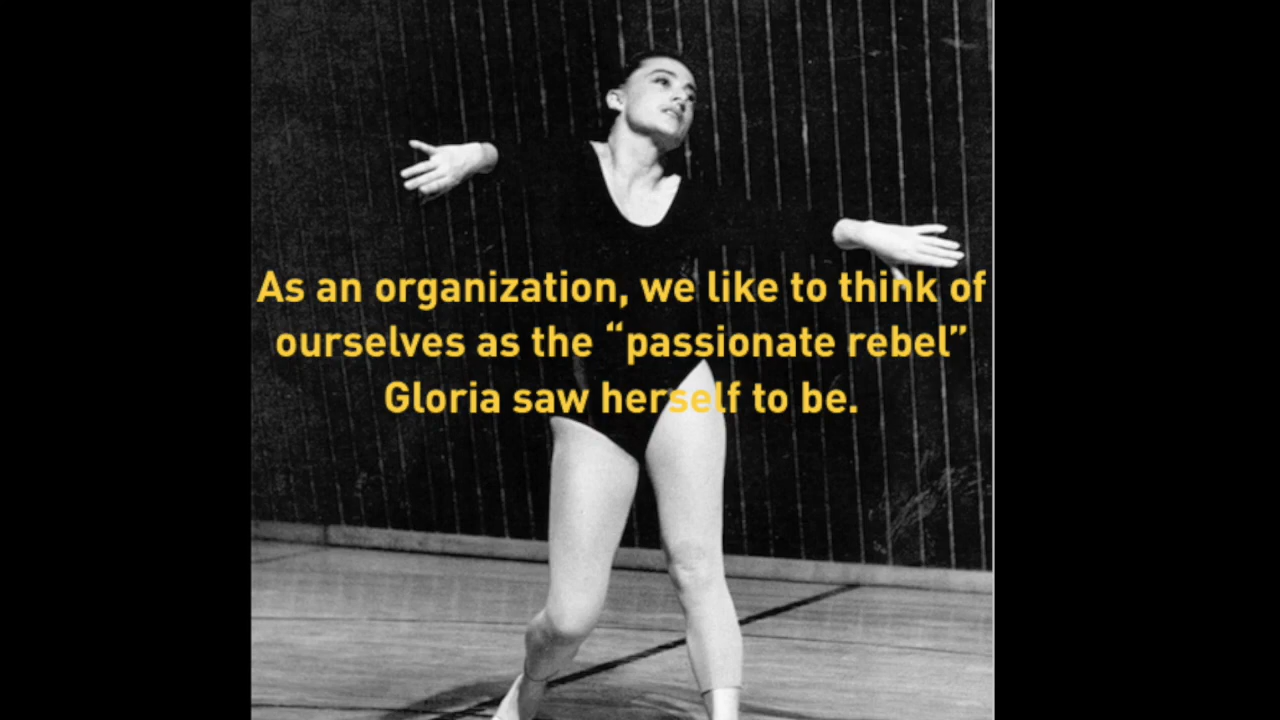 As an organization, we like to think of
ourselves as the “passionate rebel”
Gloria saw herself to be.